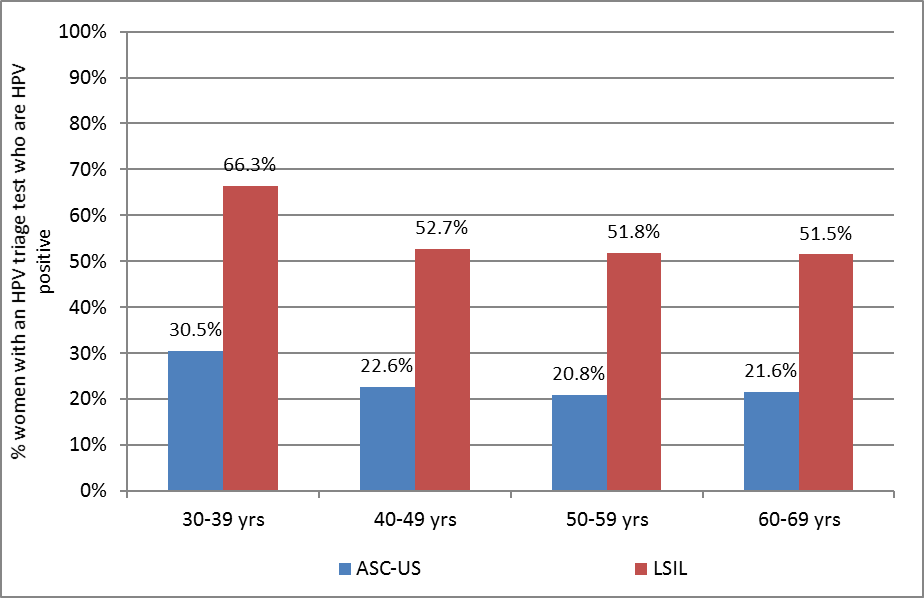 % women with an HPV triage test who are HPV
positive
100%
90%
80%
70%
60%
50%
40%
30%
20%
10%
0%
30.5%
66.3%
22.6%
52.7%
20.8%
51.8%
21.6%
51.5%
30-39 yrs
40-49 yrs
50-59 yrs
60-69 yrs
ASC-US
LSIL